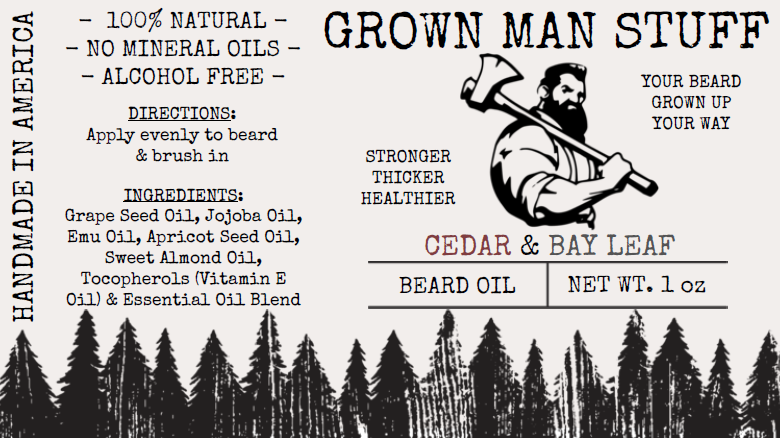 HANDMADE IN AMERICA
- 100% NATURAL -
- NO MINERAL OILS -
- ALCOHOL FREE -
DIRECTIONS:
Apply evenly to beard
& brush in
INGREDIENTS:
Grape Seed Oil, Jojoba Oil,
Emu Oil, Apricot Seed Oil,
Sweet Almond Oil,
Tocopherols (Vitamin E
Oil) & Essential Oil Blend
GROWN MAN STUFF
YOUR BEARD
GROWN UP
YOUR WAY
STRONGER
THICKER
HEALTHIER
CEDAR & BAY LEAF
BEARD OIL
NET WT. 1 oz